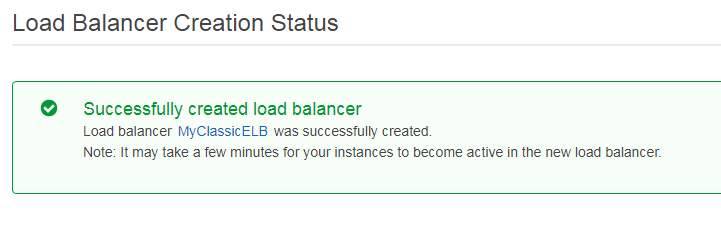 Load Balancer Creation Status
Successfully created load balancer
Load balancer MyClassicELB was successfully created.
Note: It may take a few minutes for your instances to become active in the new load balancer.